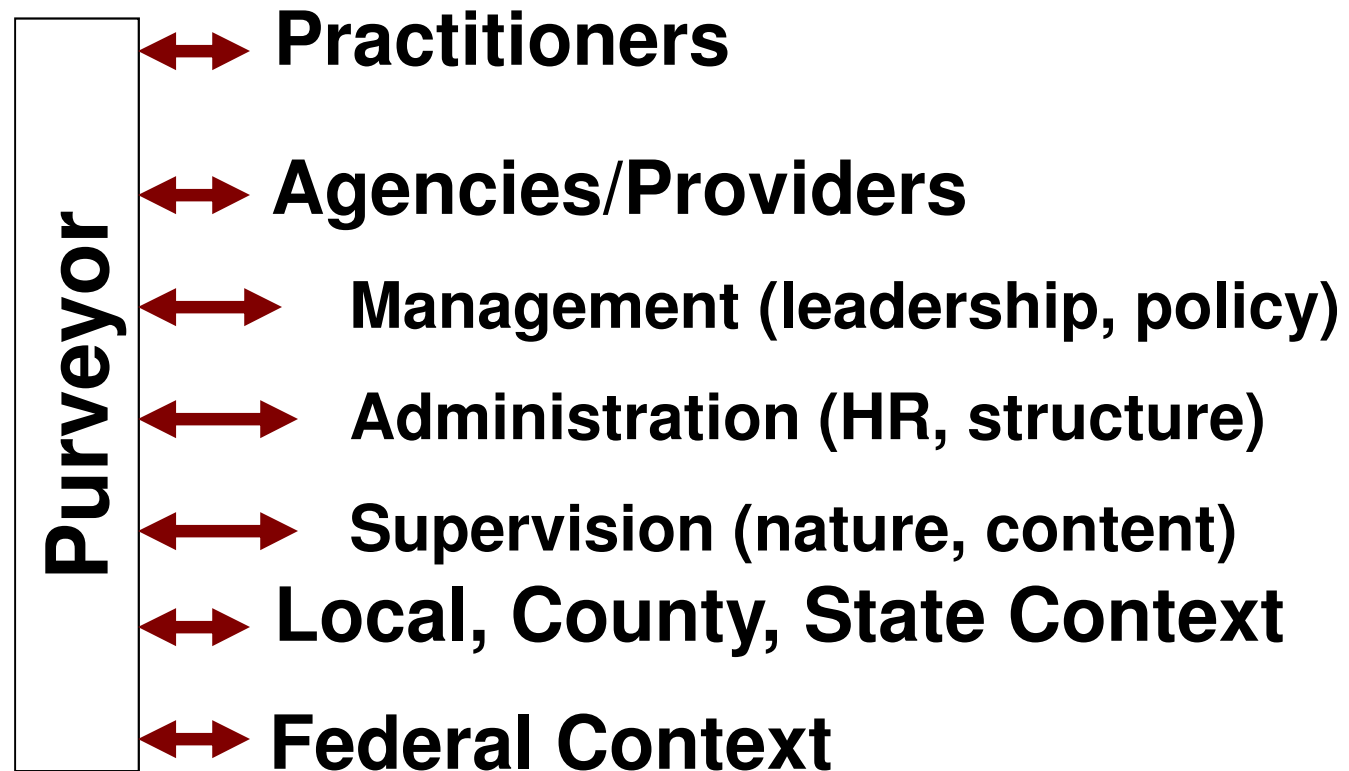 Purveyor
Practitioners
Agencies/Providers
Management (leadership, policy)
Administration (HR, structure)
Supervision (nature, content)
Local, County, State Context
Federal Context